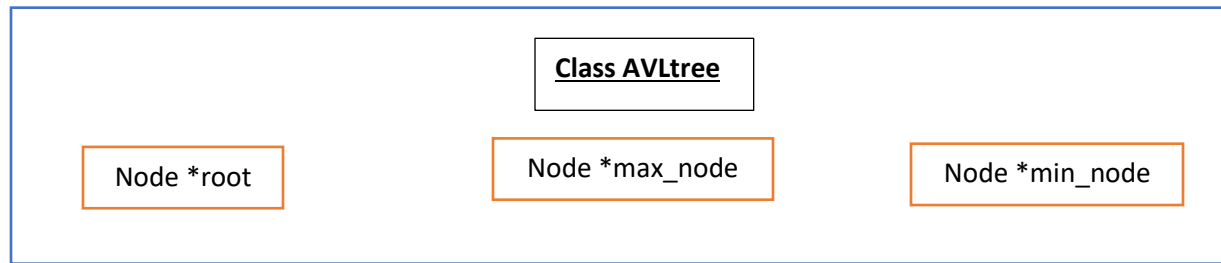 Class AVLtree
Node *root
Node *max_node
Node *min_node